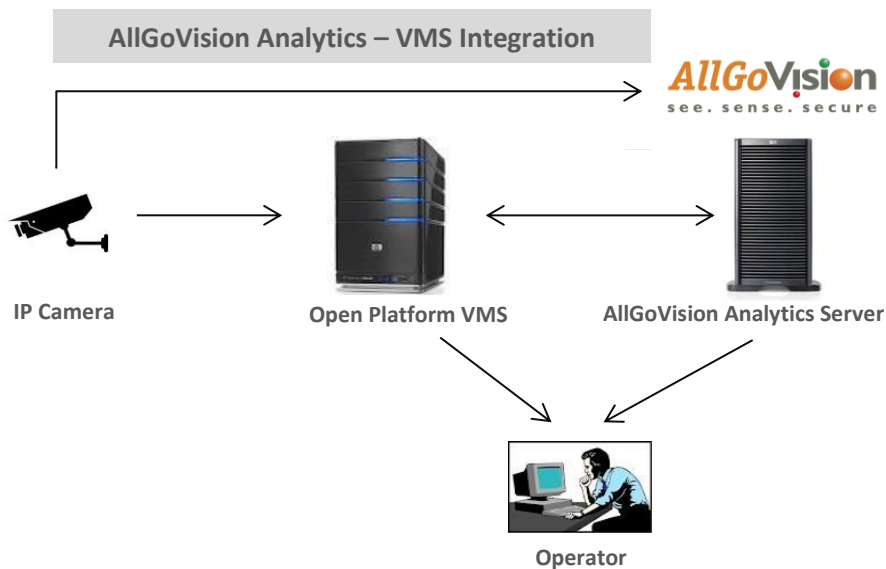 AllGoVision Analytics – VMS Integration
AllGoVision
see. sense. secure
IP Camera
Open Platform VMS
AllGoVision Analytics Server
Operator